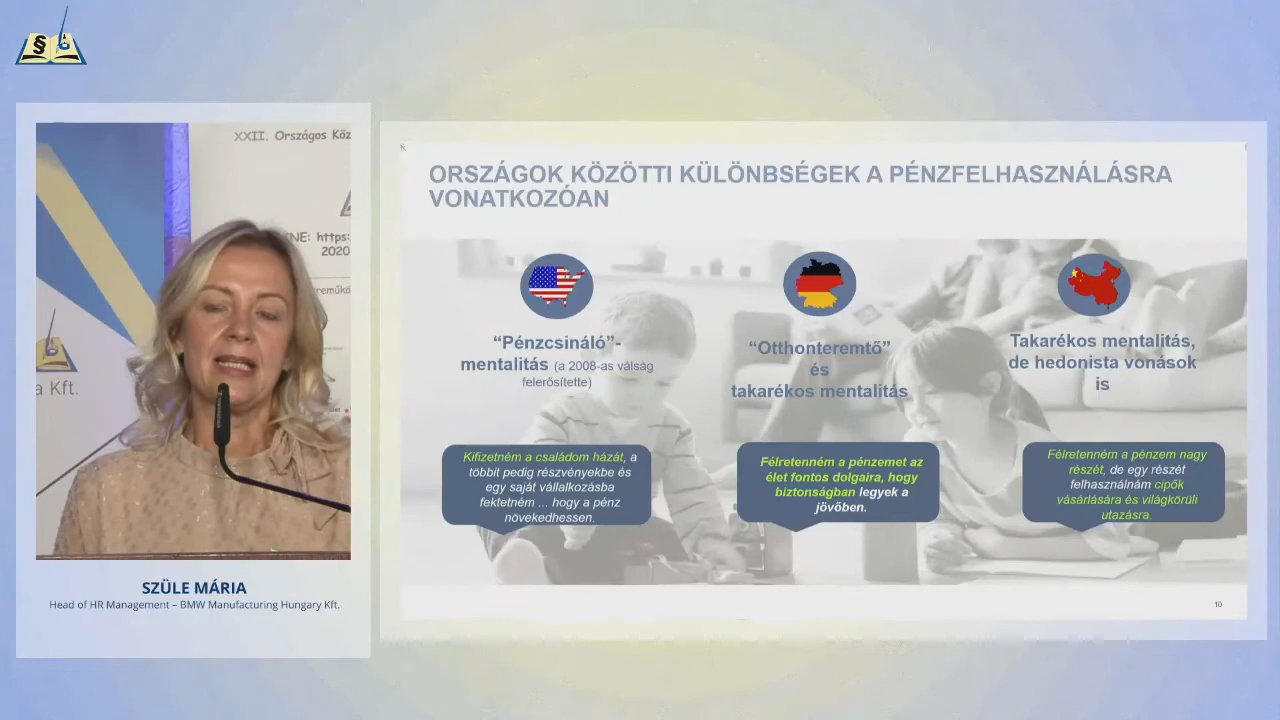 §
XXII. Országos Köz
NE: https:
2020
a Kft.
SZÜLE MÁRIA
Head of HR Management – BMW Manufacturing Hungary Kft.
ORSZÁGOK KÖZÖTTI KÜLÖNBSÉGEK A PÉNZFELHASZNÁLÁSRA
VONATKOZÓAN
“Pénzcsináló”-
mentalitás (a 2008-as válság
felerősítette)
“Otthonteremtő”
és
takarékos mentalitás
Takarékos mentalitás,
de hedonista vonások
is
Kifizetném a családom házát, a
többit pedig részvényekbe és
egy saját vállalkozásba
fektetném ... hogy a pénz
növekedhessen.
Félretenném a pénzemet az
élet fontos dolgaira, hogy
biztonságban legyek a
jövőben.
Félretenném a pénzem nagy
részét, de egy részét
felhasználnám cipők
vásárlására és világkörüli
utazásra.
10